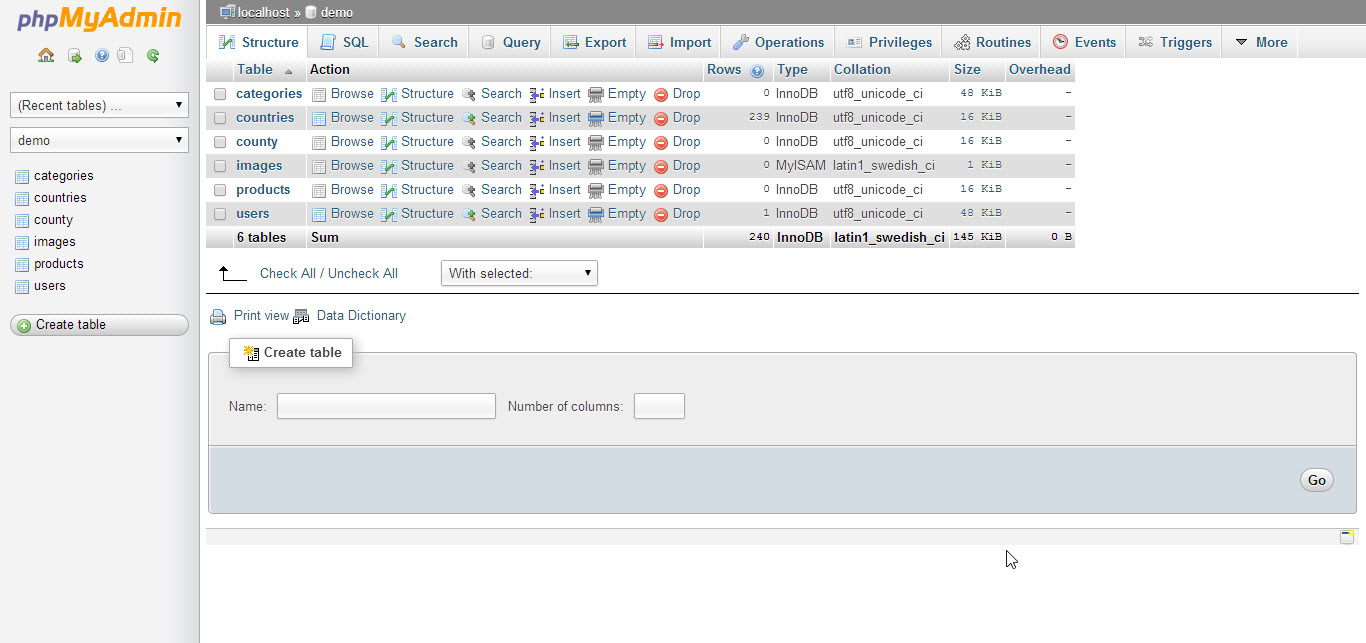 phpMyAdmin
(Recent tables) ...
demo
categories
countries
county
images
products
users
Create table
localhost » demo
Structure SQL Search Query Export Import Operations Privileges Routines Events Triggers More
Table Action Rows Type Collation Size Overhead
categories Browse Structure Search Insert Empty Drop 0 InnoDB utf8_unicode_ci 48 KiB -
countries Browse Structure Search Insert Empty Drop 239 InnoDB utf8_unicode_ci 16 KiB -
county Browse Structure Search Insert Empty Drop 0 InnoDB utf8_unicode_ci 16 KiB -
images Browse Structure Search Insert Empty Drop 0 MyISAM latin1_swedish_ci 1 KiB -
products Browse Structure Search Insert Empty Drop 0 InnoDB utf8_unicode_ci 16 KiB -
users Browse Structure Search Insert Empty Drop 1 InnoDB utf8_unicode_ci 48 KiB -
6 tables Sum 240 InnoDB latin1_swedish_ci 145 KiB 0 B
Check All / Uncheck All With selected:
Print view Data Dictionary
Create table
Name: Number of columns:
Go